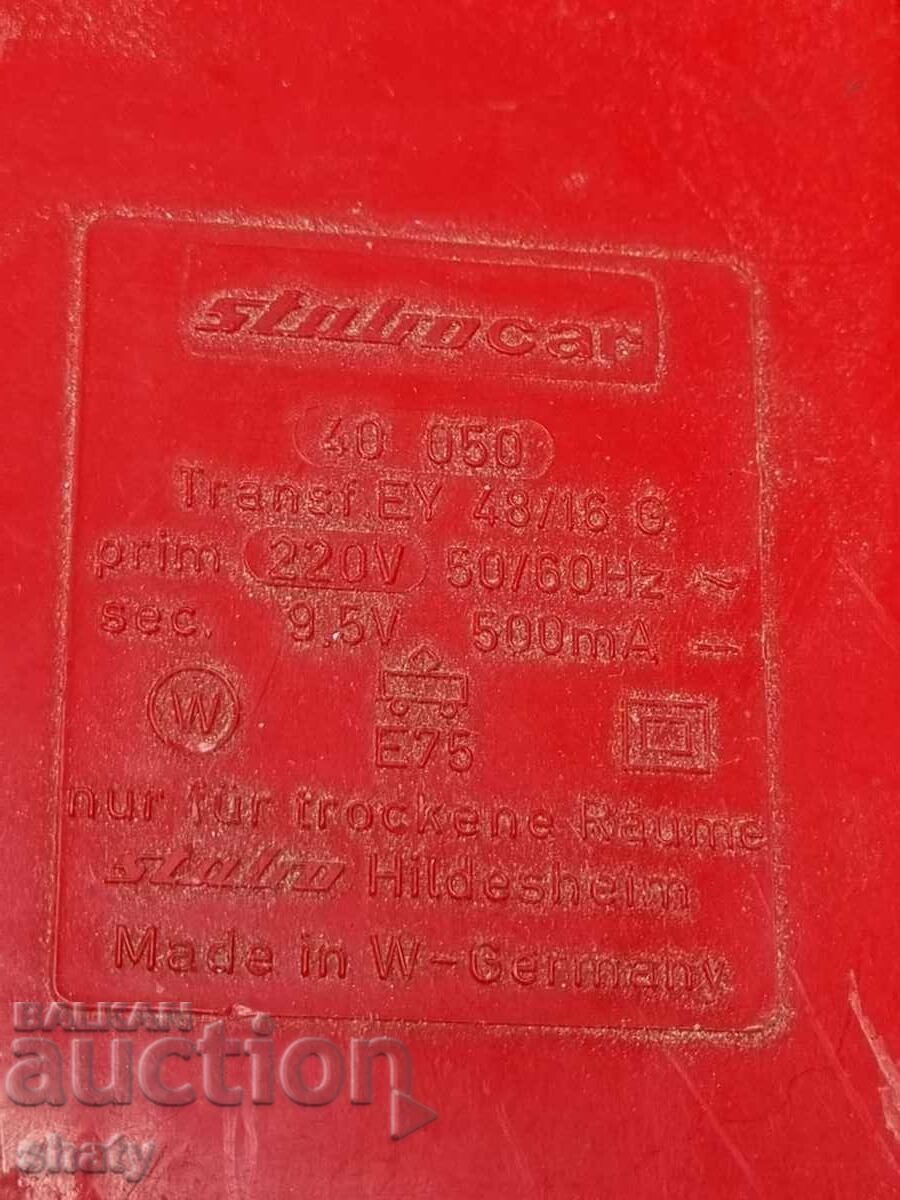 stabocar
40 050
Transf. EY 48/16 G
prim 220V 50/60Hz ~
sec. 9.5V 500mA ⎓
W
E75
nur für trockene Räume
stabo Hildesheim
Made in W-Germany
BALKAN
auction
shaty